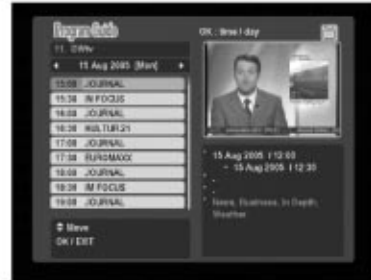 Program Guide
OK : time / day
11. DW-tv
15 Aug 2005 [Mon]
15:00 JOURNAL
15:30 IN FOCUS
16:00 JOURNAL
16:30 KULTUR.21
17:00 JOURNAL
17:30 EUROMAXX
18:00 JOURNAL
18:30 IM FOCUS
19:00 JOURNAL
Move
OK / EXIT
15 Aug 2005 / 12:00
~ 15 Aug 2005 / 12:30
News, Business, In Depth,
Weather